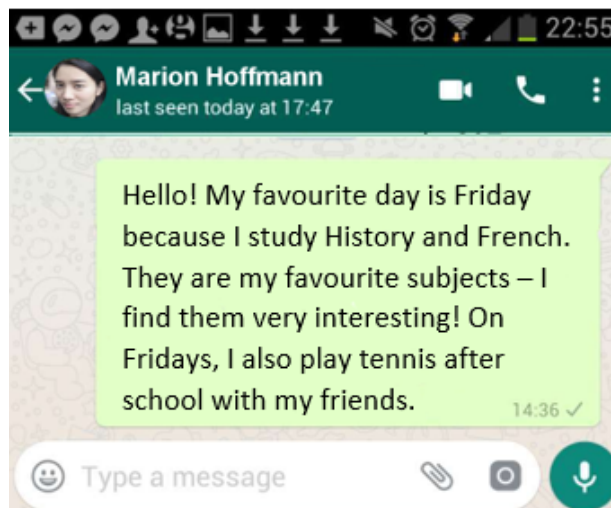 22:55
Marion Hoffmann
last seen today at 17:47
Hello! My favourite day is Friday
because I study History and French.
They are my favourite subjects – I
find them very interesting! On
Fridays, I also play tennis after
school with my friends.
14:36
Type a message